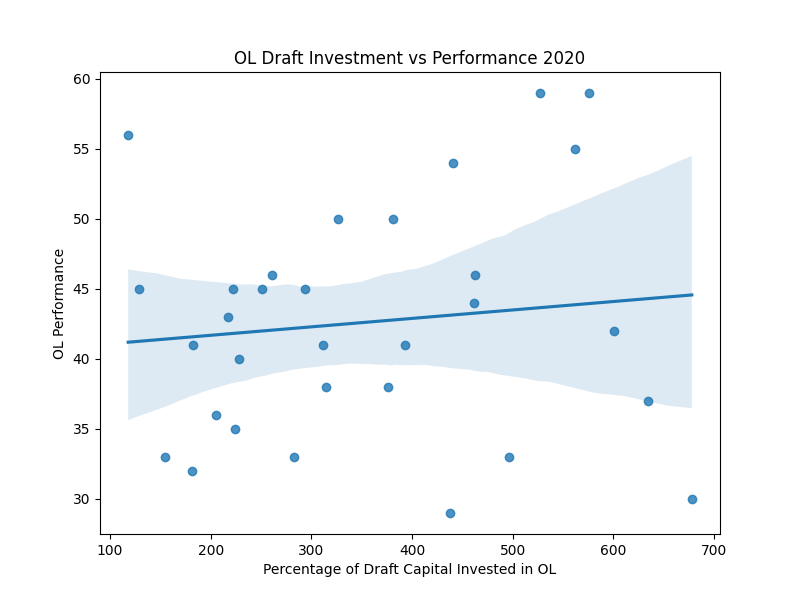 OL Draft Investment vs Performance 2020
60
55
50
45
40
35
30
OL Performance
100 200 300 400 500 600 700
Percentage of Draft Capital Invested in OL